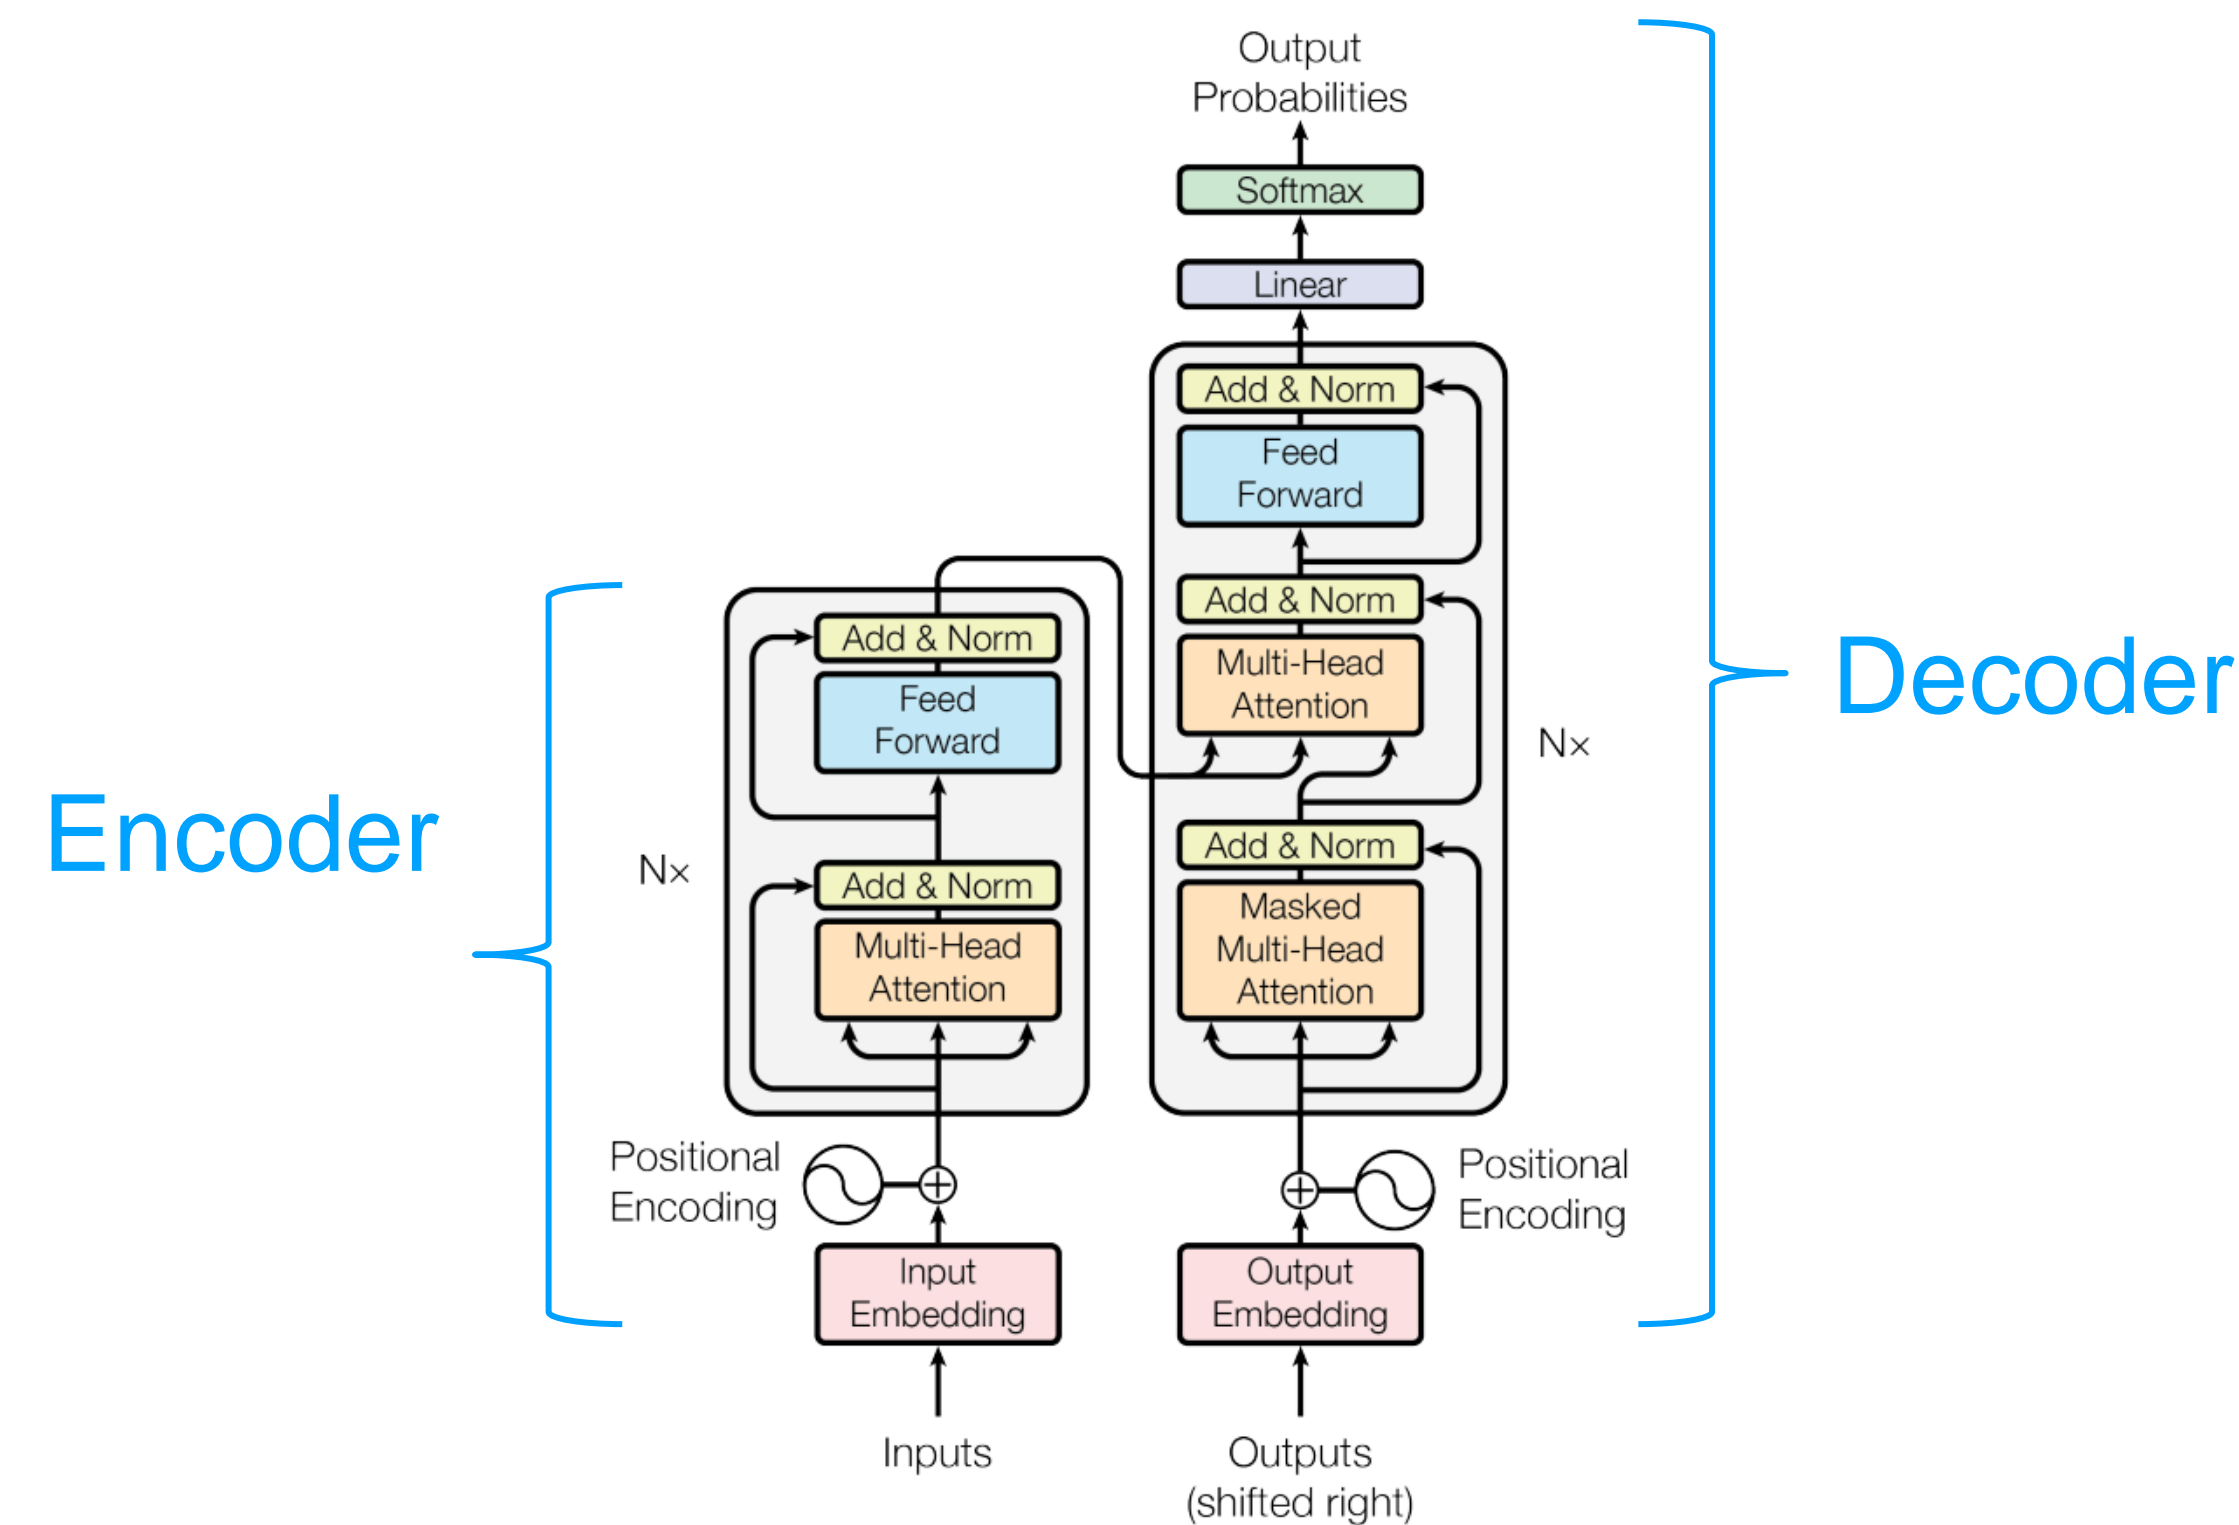 Output
Probabilities
Softmax
Linear
Add & Norm
Feed
Forward
Add & Norm
Multi-Head
Attention
N×
Add & Norm
Masked
Multi-Head
Attention
Positional
Encoding
Output
Embedding
Outputs
(shifted right)
Decoder
Encoder
Add & Norm
Feed
Forward
N×
Add & Norm
Multi-Head
Attention
Positional
Encoding
Input
Embedding
Inputs